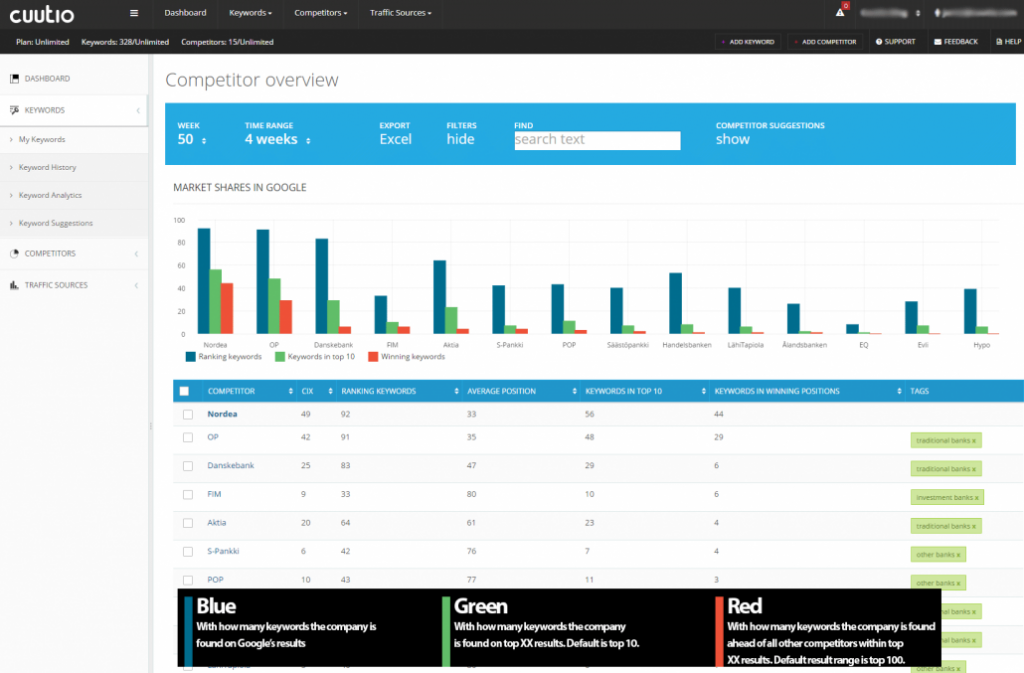 cuutio
Dashboard Keywords Competitors Traffic Sources 0
Plan: Unlimited Keywords: 328/Unlimited Competitors: 15/Unlimited
+ ADD KEYWORD + ADD COMPETITOR SUPPORT FEEDBACK HELP
DASHBOARD
KEYWORDS
My Keywords
Keyword History
Keyword Analytics
Keyword Suggestions
COMPETITORS
TRAFFIC SOURCES
Competitor overview
WEEK TIME RANGE EXPORT FILTERS FIND COMPETITOR SUGGESTIONS
50 4 weeks Excel hide search text show
MARKET SHARES IN GOOGLE
100
80
60
40
20
0
Nordea OP Danskebank FIM Aktia S-Pankki POP Säästöpankki Handelsbanken LähiTapiola Ålandsbanken EQ Evli Hypo
Ranking keywords Keywords in top 10 Winning keywords
COMPETITOR CIX RANKING KEYWORDS AVERAGE POSITION KEYWORDS IN TOP 10 KEYWORDS IN WINNING POSITIONS TAGS
Nordea 49 92 33 56 44
OP 42 91 35 48 29 traditional banks x
Danskebank 25 83 47 29 6 traditional banks x
FIM 9 33 80 10 6 investment banks x
Aktia 20 64 61 23 4 traditional banks x
S-Pankki 6 42 76 7 4 other banks x
POP 10 43 77 11 3 other banks x
Blue
With how many keywords the company is
found on Google's results
Green
With how many keywords the company
is found on top XX results. Default is top 10.
Red
With how many keywords the company is found
ahead of all other competitors within top
XX results. Default result range is top 100.
banks x
banks x
other banks x